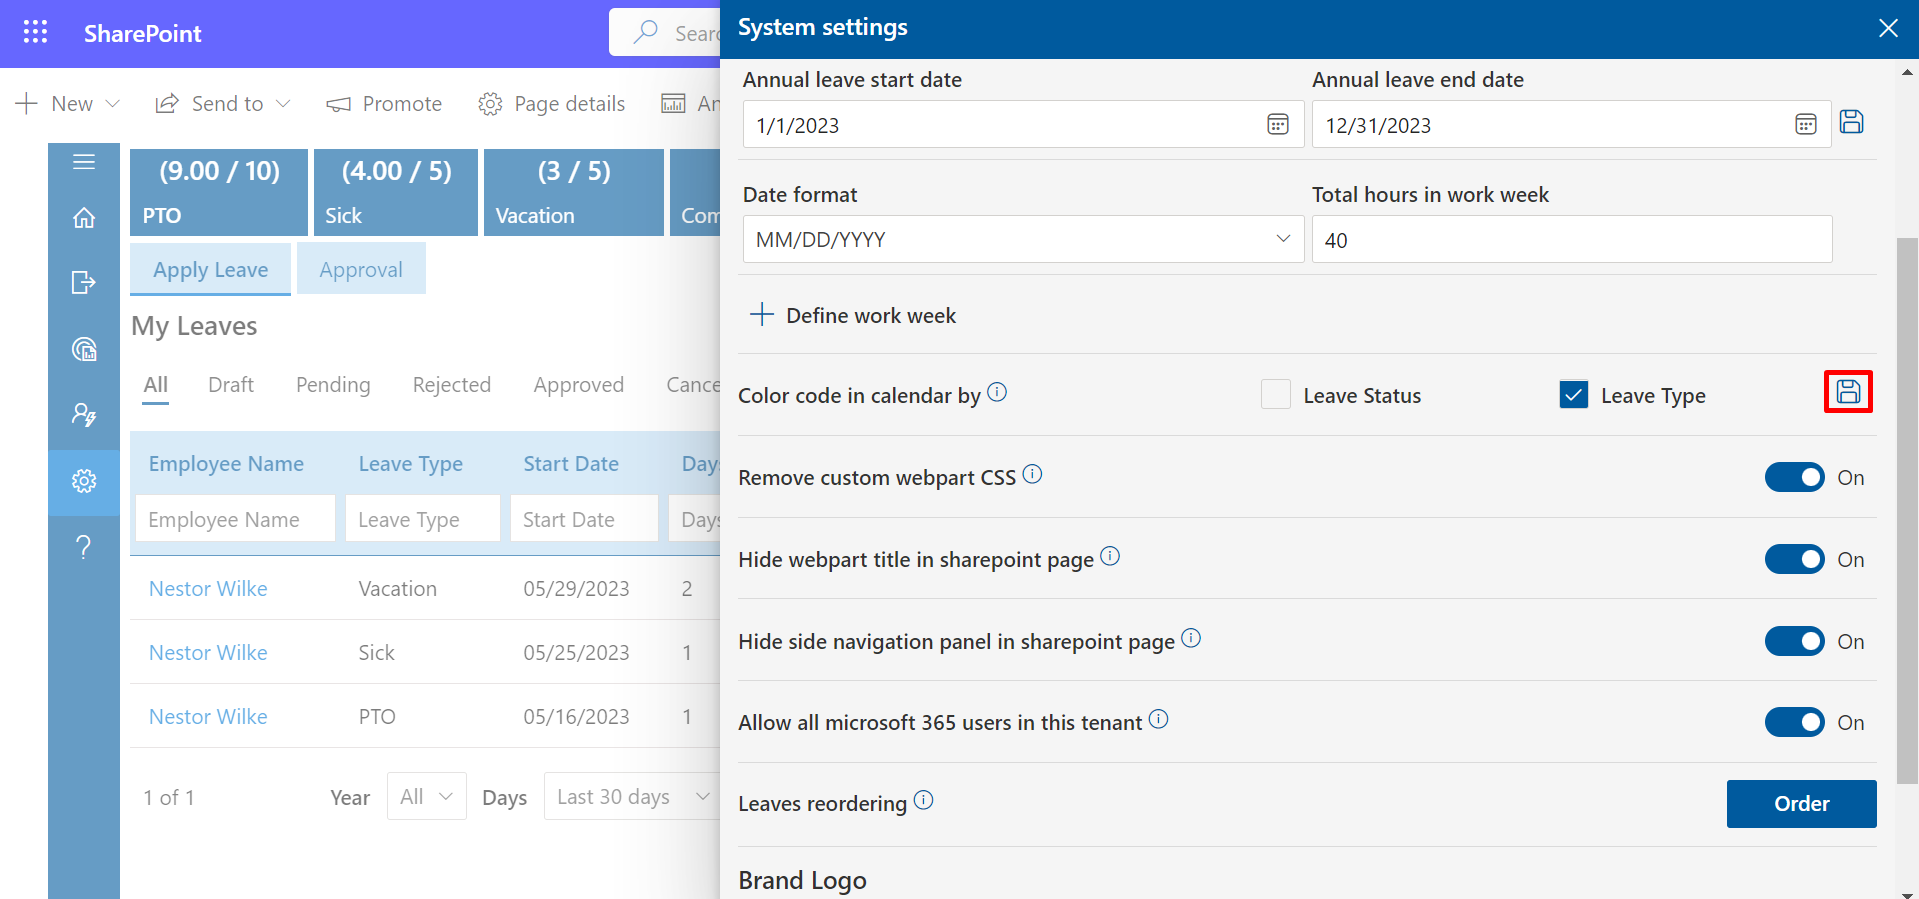 SharePoint
Sear
System settings
New
Send to
Promote
Page details
An
(9.00 / 10)
PTO
(4.00 / 5)
Sick
(3 / 5)
Vacation
Com
Apply Leave
Approval
My Leaves
All
Draft
Pending
Rejected
Approved
Cance
Employee Name
Leave Type
Start Date
Days
Employee Name
Leave Type
Start Date
Days
Nestor Wilke
Vacation
05/29/2023
2
Nestor Wilke
Sick
05/25/2023
1
Nestor Wilke
PTO
05/16/2023
1
1 of 1
Year
All
Days
Last 30 days
Annual leave start date
Annual leave end date
1/1/2023
12/31/2023
Date format
Total hours in work week
MM/DD/YYYY
40
Define work week
Color code in calendar by
Leave Status
Leave Type
Remove custom webpart CSS
On
Hide webpart title in sharepoint page
On
Hide side navigation panel in sharepoint page
On
Allow all microsoft 365 users in this tenant
On
Leaves reordering
Order
Brand Logo